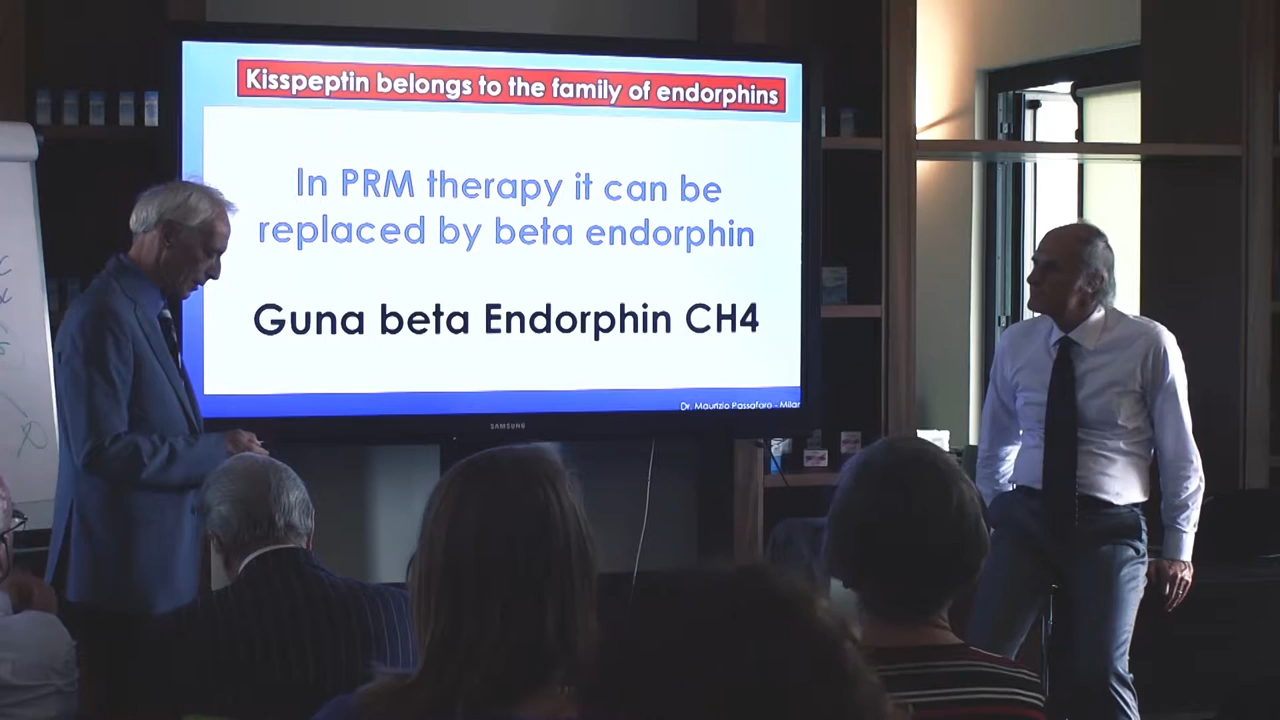 Kisspeptin belongs to the family of endorphins
In PRM therapy it can be
replaced by beta endorphin
Guna beta Endorphin CH4
Dr. Maurizio Passafaro - Milan
SAMSUNG